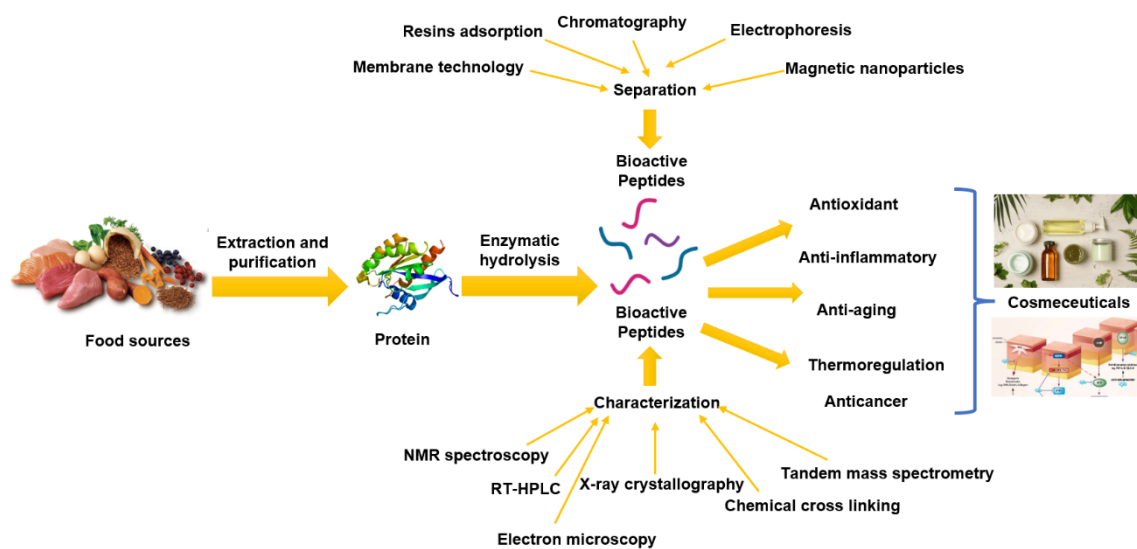 Chromatography
Resins adsorption
Electrophoresis
Membrane technology
Magnetic nanoparticles
Separation
Bioactive
Peptides
Extraction and
purification
Enzymatic
hydrolysis
Antioxidant
Anti-inflammatory
Anti-aging
Thermoregulation
Anticancer
Food sources
Protein
Bioactive
Peptides
Cosmeceuticals
Characterization
NMR spectroscopy
RT-HPLC
X-ray crystallography
Tandem mass spectrometry
Chemical cross linking
Electron microscopy